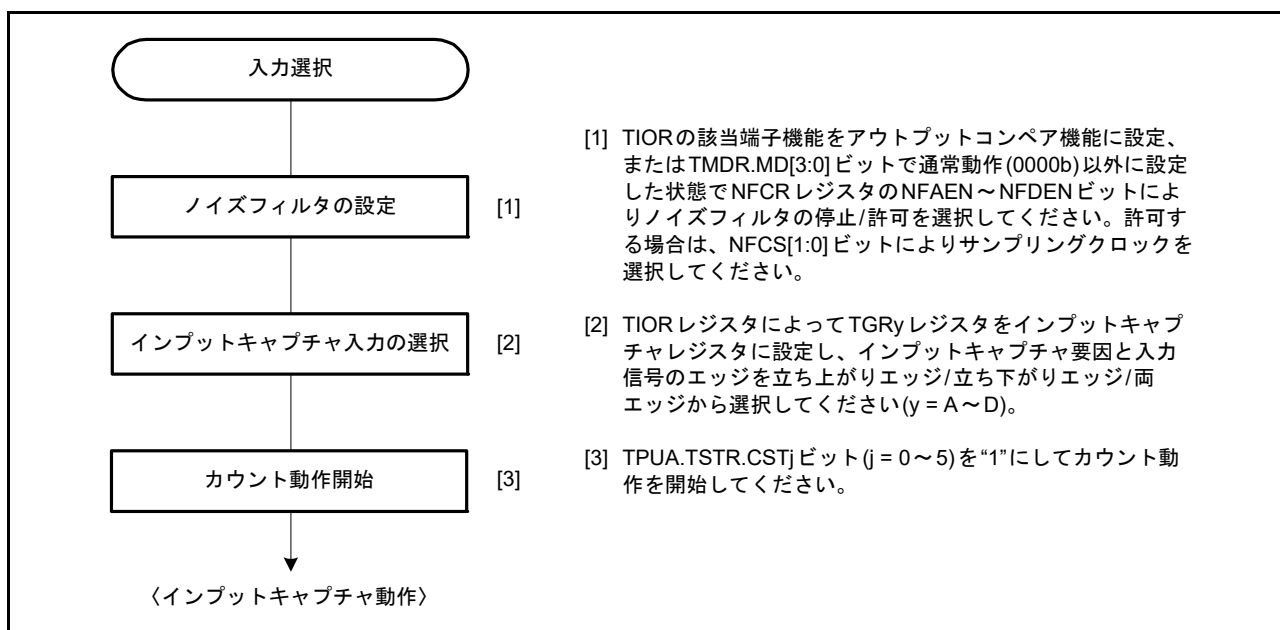 入力選択
ノイズフィルタの設定 [1]
インプットキャプチャ入力の選択 [2]
カウント動作開始 [3]
〈インプットキャプチャ動作〉
[1] TIORの該当端子機能をアウトプットコンペア機能に設定、
またはTMDR.MD[3:0]ビットで通常動作(0000b)以外に設定
した状態でNFCRレジスタのNFAEN～NFDENビットによ
りノイズフィルタの停止/許可を選択してください。許可す
る場合は、NFCS[1:0]ビットによりサンプリングクロックを
選択してください。
[2] TIORレジスタによってTGRyレジスタをインプットキャプ
チャレジスタに設定し、インプットキャプチャ要因と入力
信号のエッジを立ち上がりエッジ/立ち下がりエッジ/両
エッジから選択してください(y = A～D)。
[3] TPUA.TSTR.CSTjビット(j = 0～5)を“1”にしてカウント動
作を開始してください。